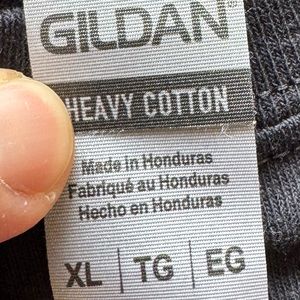 GILDAN®
HEAVY COTTON
Made in Honduras
Fabriqué au Honduras
Hecho en Honduras
XL | TG | EG